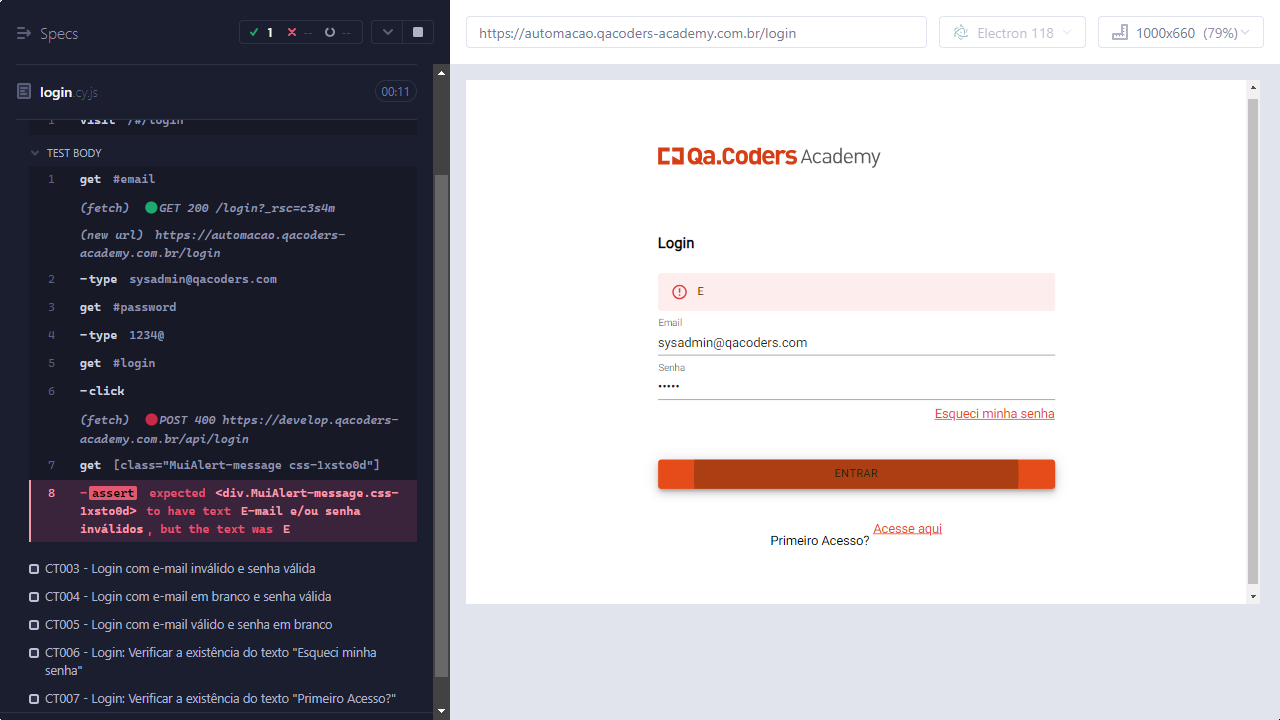 Specs
1
--
--
https://automacao.qacoders-academy.com.br/login
Electron 118
1000x660 (79%)
login.cy.js
00:11
1 visit /#/login
TEST BODY
1 get #email
(fetch) GET 200 /login?_rsc=c3s4m
(new url) https://automacao.qacoders-
academy.com.br/login
2 -type sysadmin@qacoders.com
3 get #password
4 -type 1234@
5 get #login
6 -click
(fetch) POST 400 https://develop.qacoders-
academy.com.br/api/login
7 get [class="MuiAlert-message css-1xsto0d"]
8 -assert expected <div.MuiAlert-message.css-
1xsto0d> to have text E-mail e/ou senha
inválidos, but the text was E
CT003 - Login com e-mail inválido e senha válida
CT004 - Login com e-mail em branco e senha válida
CT005 - Login com e-mail válido e senha em branco
CT006 - Login: Verificar a existência do texto "Esqueci minha
senha"
CT007 - Login: Verificar a existência do texto "Primeiro Acesso?"
Qa.Coders Academy
Login
E
Email
sysadmin@qacoders.com
Senha
•••••
Esqueci minha senha
ENTRAR
Primeiro Acesso? Acesse aqui